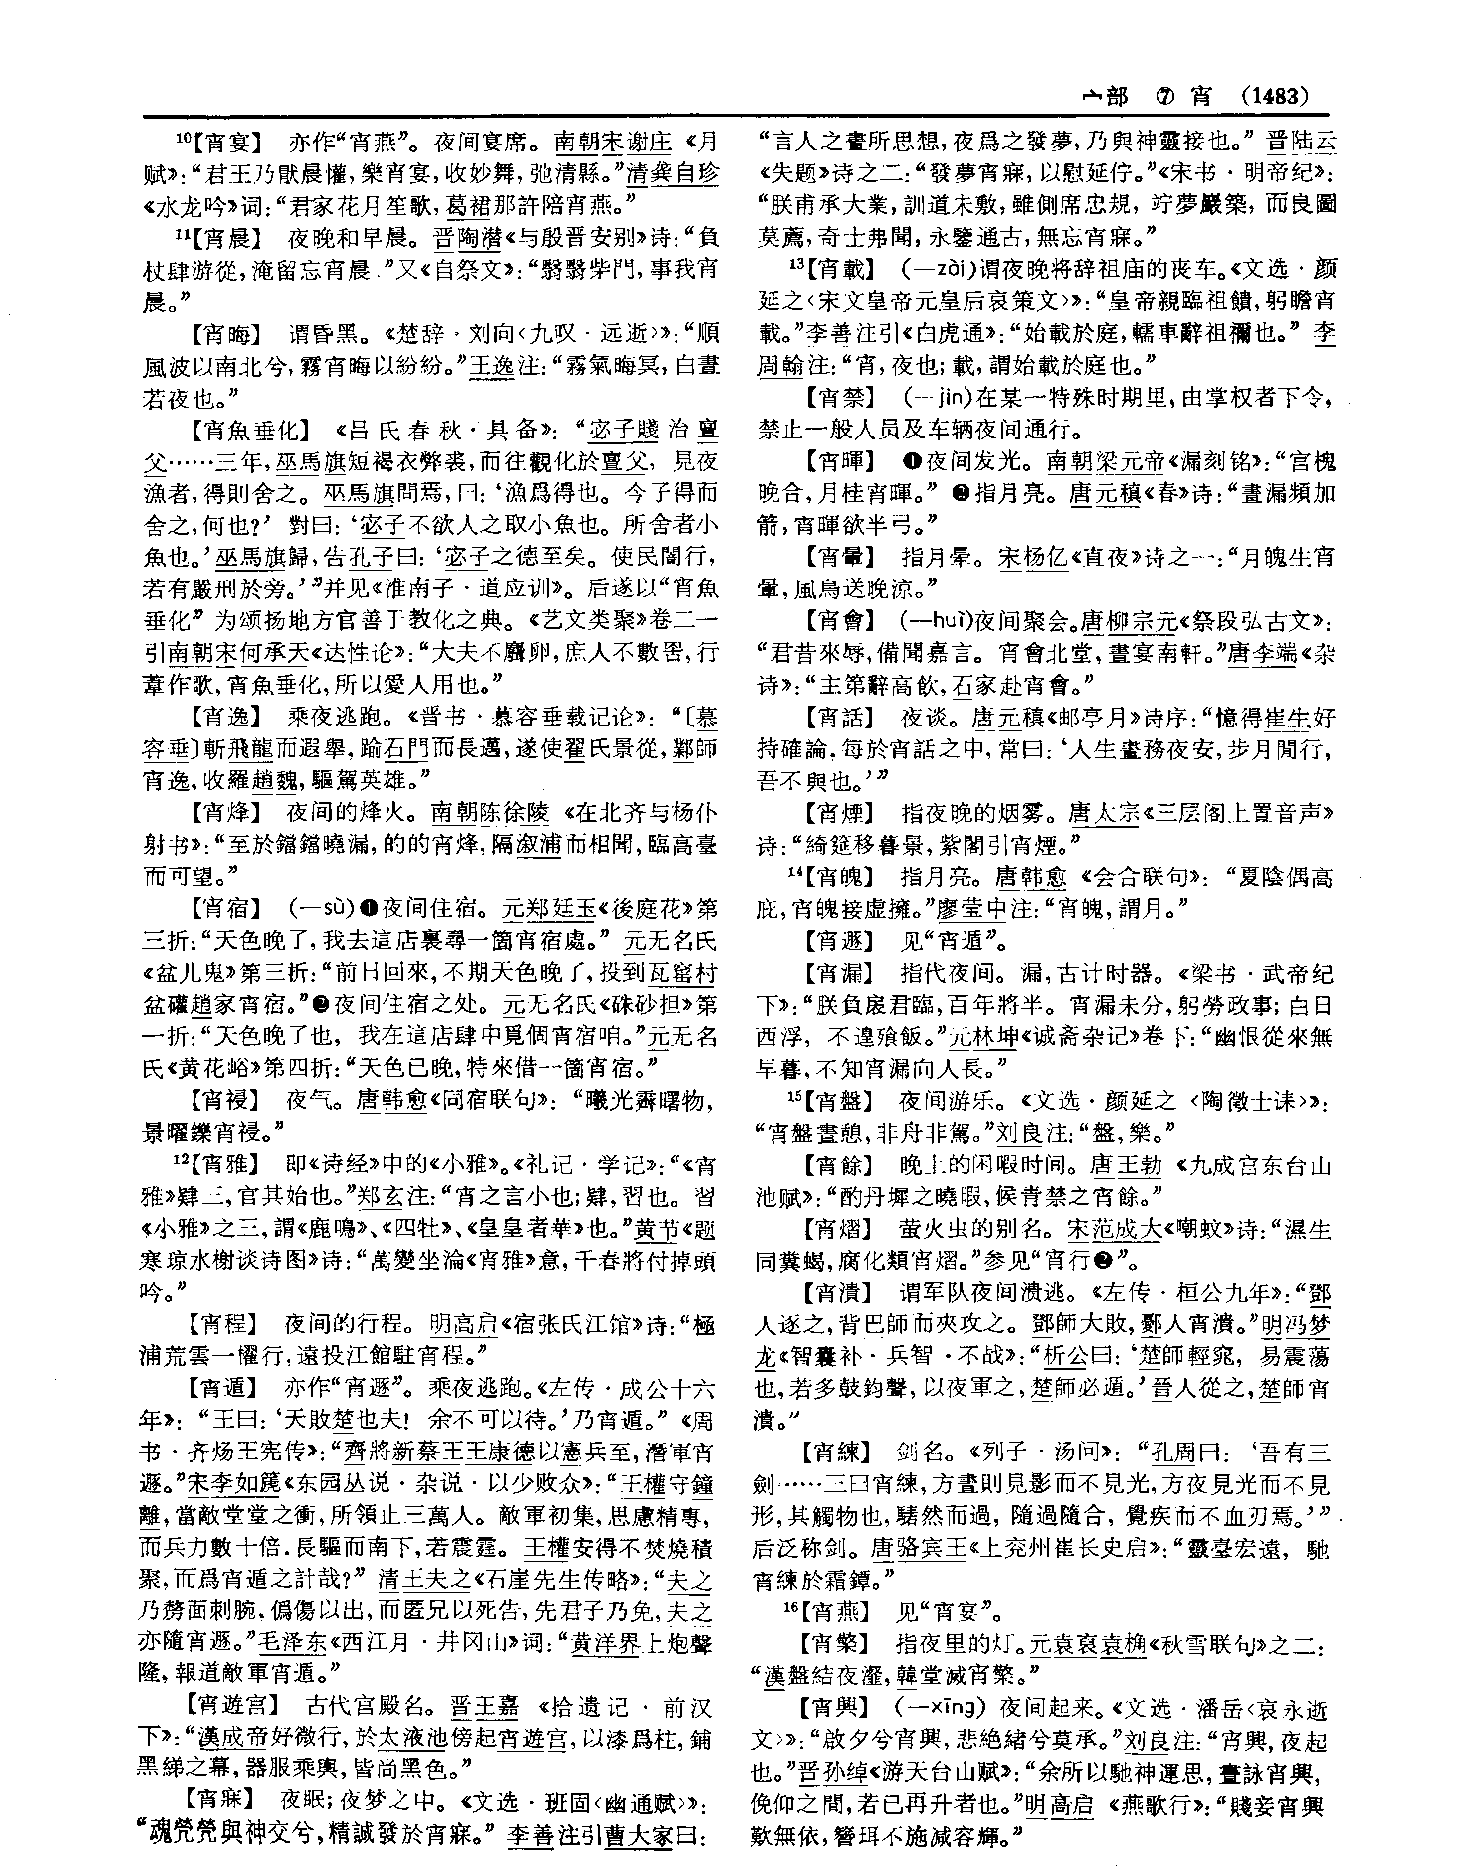 宀部 ⑦ 宵 (1483)
¹⁰【宵宴】 亦作“宵燕”。夜间宴席。南朝宋谢庄《月
赋》：“君王乃猒晨懽，樂宵宴，收妙舞，弛清縣。”清龚自珍
《水龙吟》词：“君家花月笙歌，葛裙那許陪宵燕。”
¹¹【宵晨】 夜晚和早晨。晋陶潜《与殷晋安别》诗：“負
杖肆游從，淹留忘宵晨。”又《自祭文》：“翳翳柴門，事我宵
晨。”
【宵晦】 谓昏黑。《楚辞·刘向〈九叹·远逝〉》：“順
風波以南北兮，霧宵晦以紛紛。”王逸注：“霧氣晦冥，白晝
若夜也。”
【宵魚垂化】 《吕氏春秋·具备》：“宓子賤治亶
父……三年，巫馬旗短褐衣弊裘，而往觀化於亶父，見夜
漁者，得則舍之。巫馬旗問焉，曰：‘漁爲得也。今子得而
舍之，何也？’對曰：‘宓子不欲人之取小魚也。所舍者小
魚也。’巫馬旗歸，告孔子曰：‘宓子之德至矣。使民闇行，
若有嚴刑於旁。’”并见《淮南子·道应训》。后遂以“宵魚
垂化”为颂扬地方官善于教化之典。《艺文类聚》卷二一
引南朝宋何承天《达性论》：“大夫不麛卵，庶人不數罟，行
葦作歌，宵魚垂化，所以愛人用也。”
【宵逸】 乘夜逃跑。《晋书·慕容垂载记论》：“〔慕
容垂〕斬飛龍而遐舉，踰石門而長邁，遂使翟氏景從，鄴師
宵逸，收羅趙魏，驅駕英雄。”
【宵烽】 夜间的烽火。南朝陈徐陵《在北齐与杨仆
射书》：“至於鐺鐺曉漏，的的宵烽，隔溆浦而相聞，臨高臺
而可望。”
【宵宿】 （—sù）❶夜间住宿。元郑廷玉《後庭花》第
三折：“天色晚了，我去這店裏尋一箇宵宿處。”元无名氏
《盆儿鬼》第三折：“前日回來，不期天色晚了，投到瓦窰村
盆罐趙家宵宿。”❷夜间住宿之处。元无名氏《硃砂担》第
一折：“天色晚了也，我在這店肆中覓個宵宿咱。”元无名
氏《黄花峪》第四折：“天色已晚，特來借一箇宵宿。”
【宵祲】 夜气。唐韩愈《同宿联句》：“曦光霽曙物，
景曜鑠宵祲。”
¹²【宵雅】 即《诗经》中的《小雅》。《礼记·学记》：“《宵
雅》肄三，官其始也。”郑玄注：“宵之言小也；肄，習也。習
《小雅》之三，謂《鹿鳴》、《四牡》、《皇皇者華》也。”黄节《题
寒琼水榭谈诗图》诗：“萬變坐淪《宵雅》意，千春將付掉頭
吟。”
【宵程】 夜间的行程。明高启《宿张氏江馆》诗：“極
浦荒雲一櫂行，遠投江館駐宵程。”
【宵遁】 亦作“宵遯”。乘夜逃跑。《左传·成公十六
年》：“王曰：‘天敗楚也夫！余不可以待。’乃宵遁。”《周
书·齐炀王宪传》：“齊將新蔡王王康德以憲兵至，潛軍宵
遯。”宋李如箎《东园丛说·杂说·以少败众》：“王權守鐘
離，當敵堂堂之衝，所領止三萬人。敵軍初集，思慮精專，
而兵力數十倍．長驅而南下，若震霆。王權安得不焚燒積
聚，而爲宵遁之計哉？”清王夫之《石崖先生传略》：“夫之
乃剺面刺腕，僞傷以出，而匿兄以死告，先君子乃免，夫之
亦隨宵遯。”毛泽东《西江月·井冈山》词：“黄洋界上炮聲
隆，報道敵軍宵遁。”
【宵遊宫】 古代宫殿名。晋王嘉《拾遗记·前汉
下》：“漢成帝好微行，於太液池傍起宵遊宫，以漆爲柱，鋪
黑綈之幕，器服乘輿，皆尚黑色。”
【宵寐】 夜眠；夜梦之中。《文选·班固〈幽通赋〉》：
“魂焭焭與神交兮，精誠發於宵寐。”李善注引曹大家曰：
“言人之晝所思想，夜爲之發夢，乃與神靈接也。”晋陆云
《失题》诗之二：“發夢宵寐，以慰延佇。”《宋书·明帝纪》：
“朕甫承大業，訓道未敷，雖側席忠規，竚夢巖築，而良圖
莫薦，奇士弗聞，永鑒通古，無忘宵寐。”
¹³【宵載】 （—zài）谓夜晚将辞祖庙的丧车。《文选·颜
延之〈宋文皇帝元皇后哀策文〉》：“皇帝親臨祖饋，躬瞻宵
載。”李善注引《白虎通》：“始載於庭，轜車辭祖禰也。”李
周翰注：“宵，夜也；載，謂始載於庭也。”
【宵禁】 （—jìn）在某一特殊时期里，由掌权者下令，
禁止一般人员及车辆夜间通行。
【宵暉】 ❶夜间发光。南朝梁元帝《漏刻铭》：“宫槐
晚合，月桂宵暉。”❷指月亮。唐元稹《春》诗：“晝漏頻加
箭，宵暉欲半弓。”
【宵暈】 指月晕。宋杨亿《直夜》诗之一：“月魄生宵
暈，風烏送晚涼。”
【宵會】 （—huì）夜间聚会。唐柳宗元《祭段弘古文》：
“君昔來辱，備聞嘉言。宵會北堂，晝宴南軒。”唐李端《杂
诗》：“主第辭高飲，石家赴宵會。”
【宵話】 夜谈。唐元稹《邮亭月》诗序：“憶得崔生好
持確論，每於宵話之中，常曰：‘人生晝務夜安，步月閒行，
吾不與也。’”
【宵煙】 指夜晚的烟雾。唐太宗《三层阁上置音声》
诗：“綺筵移暮景，紫閣引宵煙。”
¹⁴【宵魄】 指月亮。唐韩愈《会合联句》：“夏陰偶高
庇，宵魄接虚擁。”廖莹中注：“宵魄，謂月。”
【宵遯】 见“宵遁”。
【宵漏】 指代夜间。漏，古计时器。《梁书·武帝纪
下》：“朕負扆君臨，百年將半。宵漏未分，躬勞政事；白日
西浮，不遑飱飯。”元林坤《诚斋杂记》卷下：“幽恨從來無
早暮，不知宵漏向人長。”
¹⁵【宵盤】 夜间游乐。《文选·颜延之〈陶徵士诔〉》：
“宵盤晝憩，非舟非駕。”刘良注：“盤，樂。”
【宵餘】 晚上的闲暇时间。唐王勃《九成宫东台山
池赋》：“酌丹墀之曉暇，候青禁之宵餘。”
【宵熠】 萤火虫的别名。宋范成大《嘲蚊》诗：“濕生
同糞蝎，腐化類宵熠。”参见“宵行❷”。
【宵潰】 谓军队夜间溃逃。《左传·桓公九年》：“鄧
人逐之，背巴師而夾攻之。鄧師大敗，鄾人宵潰。”明冯梦
龙《智囊补·兵智·不战》：“析公曰：‘楚師輕窕，易震蕩
也，若多鼓鈞聲，以夜軍之，楚師必遁。’晉人從之，楚師宵
潰。”
【宵練】 剑名。《列子·汤问》：“孔周曰：‘吾有三
劍……三曰宵練，方晝則見影而不見光，方夜見光而不見
形，其觸物也，騞然而過，隨過隨合，覺疾而不血刃焉。’”
后泛称剑。唐骆宾王《上兖州崔长史启》：“靈臺宏遠，馳
宵練於霜鐔。”
¹⁶【宵燕】 见“宵宴”。
【宵檠】 指夜里的灯。元袁裒袁桷《秋雪联句》之二：
“漢盤結夜瀣，韓堂滅宵檠。”
【宵興】 （—xīng）夜间起来。《文选·潘岳〈哀永逝
文〉》：“啟夕兮宵興，悲絶緒兮莫承。”刘良注：“宵興，夜起
也。”晋孙绰《游天台山赋》：“余所以馳神運思，晝詠宵興，
俛仰之間，若已再升者也。”明高启《燕歌行》：“賤妾宵興
歎無依，簪珥不施减容輝。”